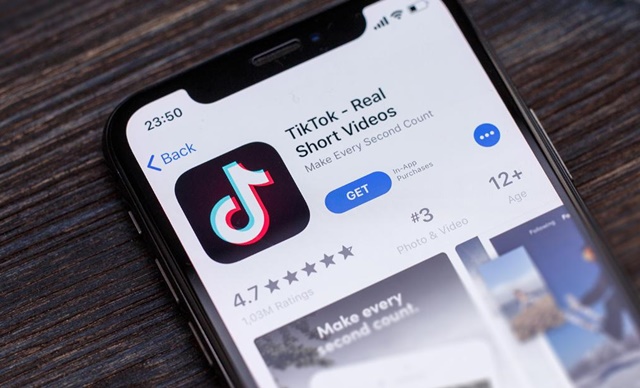 23:50
Back
TikTok - Real
Short Videos
Make Every Second Count
GET
In-App
Purchases
4.7
1.03M Ratings
#3
Photo & Video
12+
Age
Make every
second count.
Following